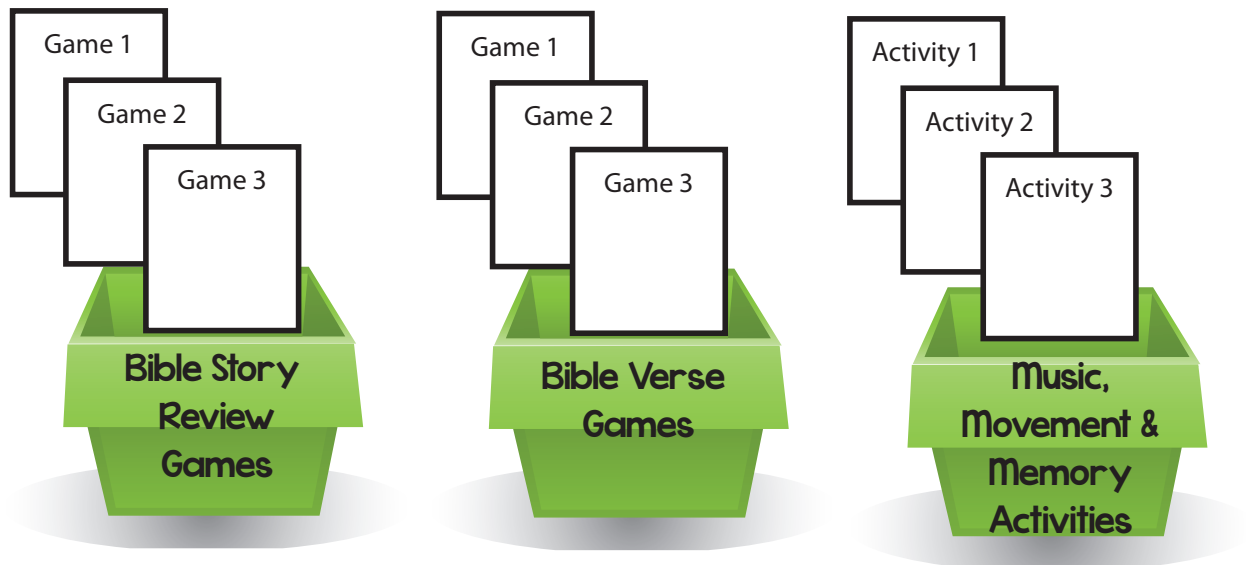 Game 1
Game 2
Game 3
Bible Story
Review
Games
Game 1
Game 2
Game 3
Bible Verse
Games
Activity 1
Activity 2
Activity 3
Music,
Movement &
Memory
Activities